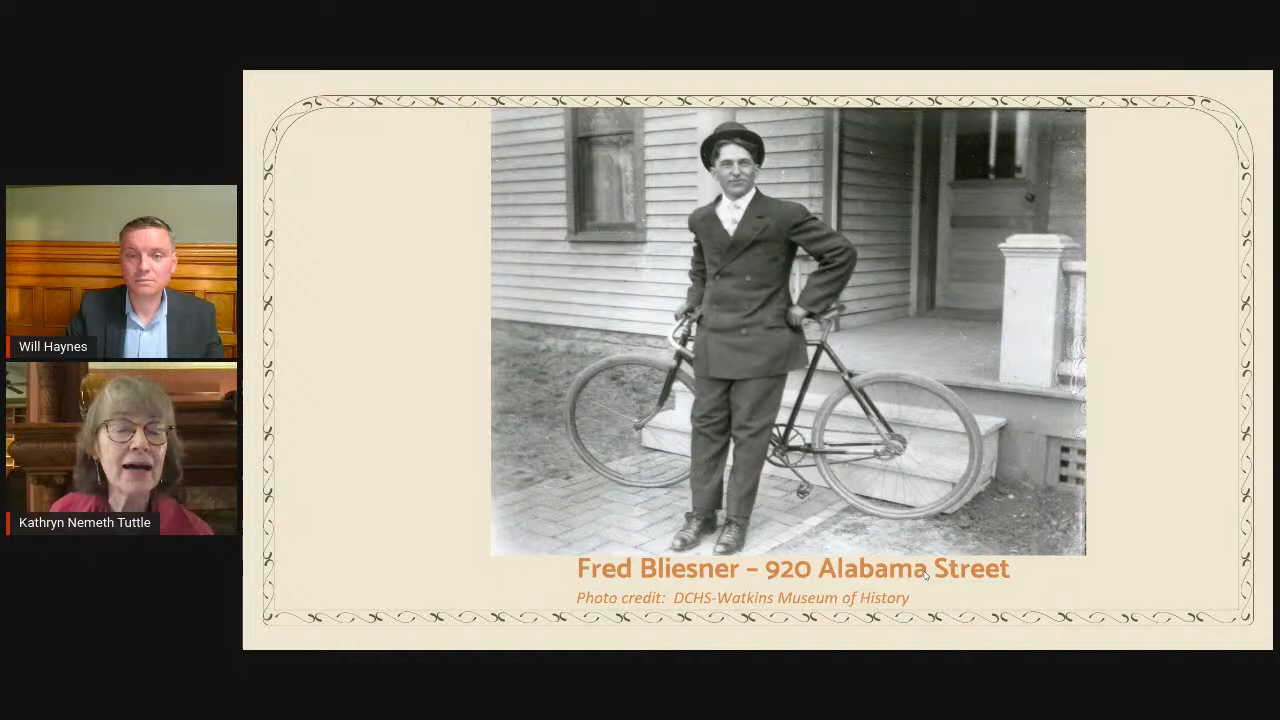 Will Haynes
Kathryn Nemeth Tuttle
Fred Bliesner – 920 Alabama Street
Photo credit:  DCHS-Watkins Museum of History